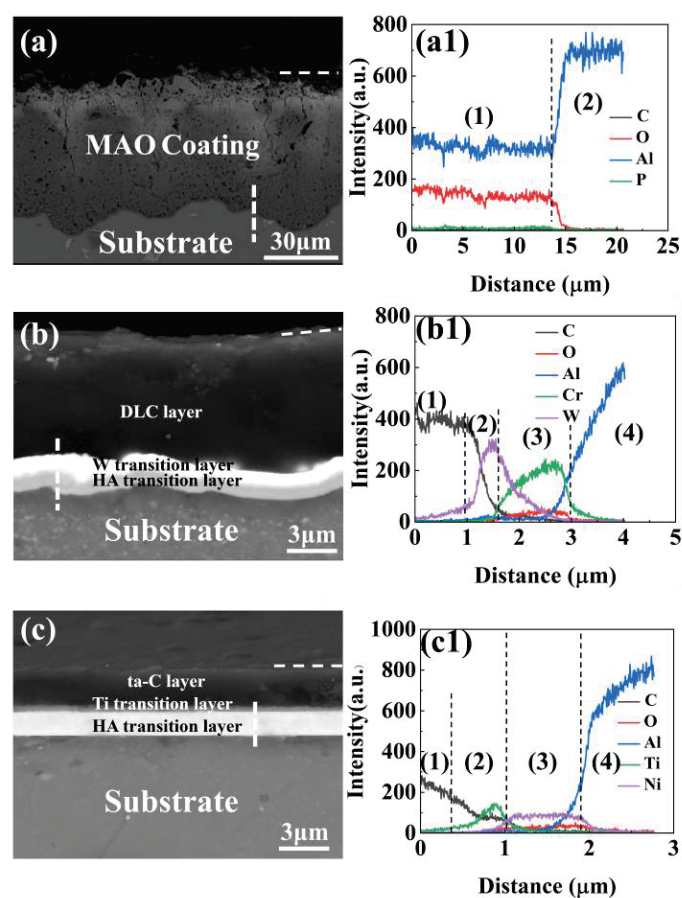 (a)
MAO Coating
Substrate
30μm
(a1)
Intensity(a.u.)
800
600
400
200
0
(1)
(2)
C
O
Al
P
0 5 10 15 20 25
Distance (μm)
(b)
DLC layer
W transition layer
HA transition layer
Substrate
3μm
(b1)
Intensity(a.u.)
800
600
400
200
0
(1)
(2)
(3)
(4)
C
O
Al
Cr
W
0 1 2 3 4 5
Distance (μm)
(c)
ta-C layer
Ti transition layer
HA transition layer
Substrate
3μm
(c1)
Intensity(a.u.)
1000
800
600
400
200
0
(1)
(2)
(3)
(4)
C
O
Al
Ti
Ni
0 1 2 3
Distance (μm)